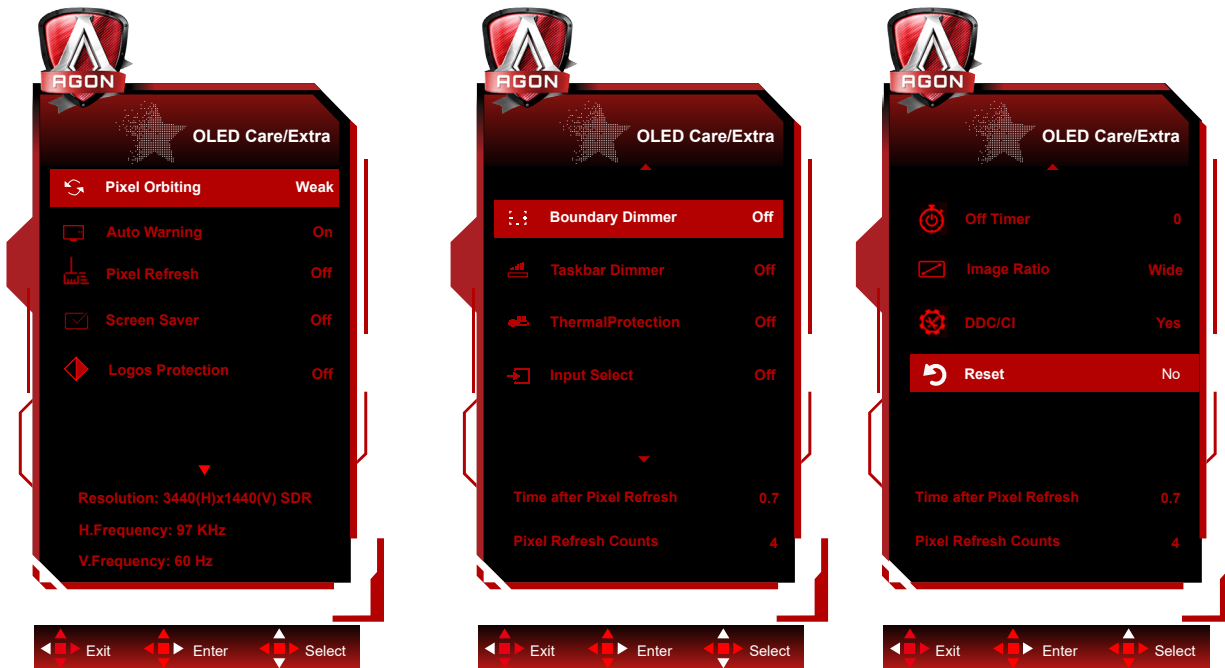 AGON
OLED Care/Extra
Pixel Orbiting Weak
Auto Warning On
Pixel Refresh Off
Screen Saver Off
Logos Protection Off
Resolution: 3440(H)x1440(V) SDR
H.Frequency: 97 KHz
V.Frequency: 60 Hz
Exit Enter Select
AGON
OLED Care/Extra
Boundary Dimmer Off
Taskbar Dimmer Off
ThermalProtection Off
Input Select Off
Time after Pixel Refresh 0.7
Pixel Refresh Counts 4
Exit Enter Select
AGON
OLED Care/Extra
Off Timer 0
Image Ratio Wide
DDC/CI Yes
Reset No
Time after Pixel Refresh 0.7
Pixel Refresh Counts 4
Exit Enter Select